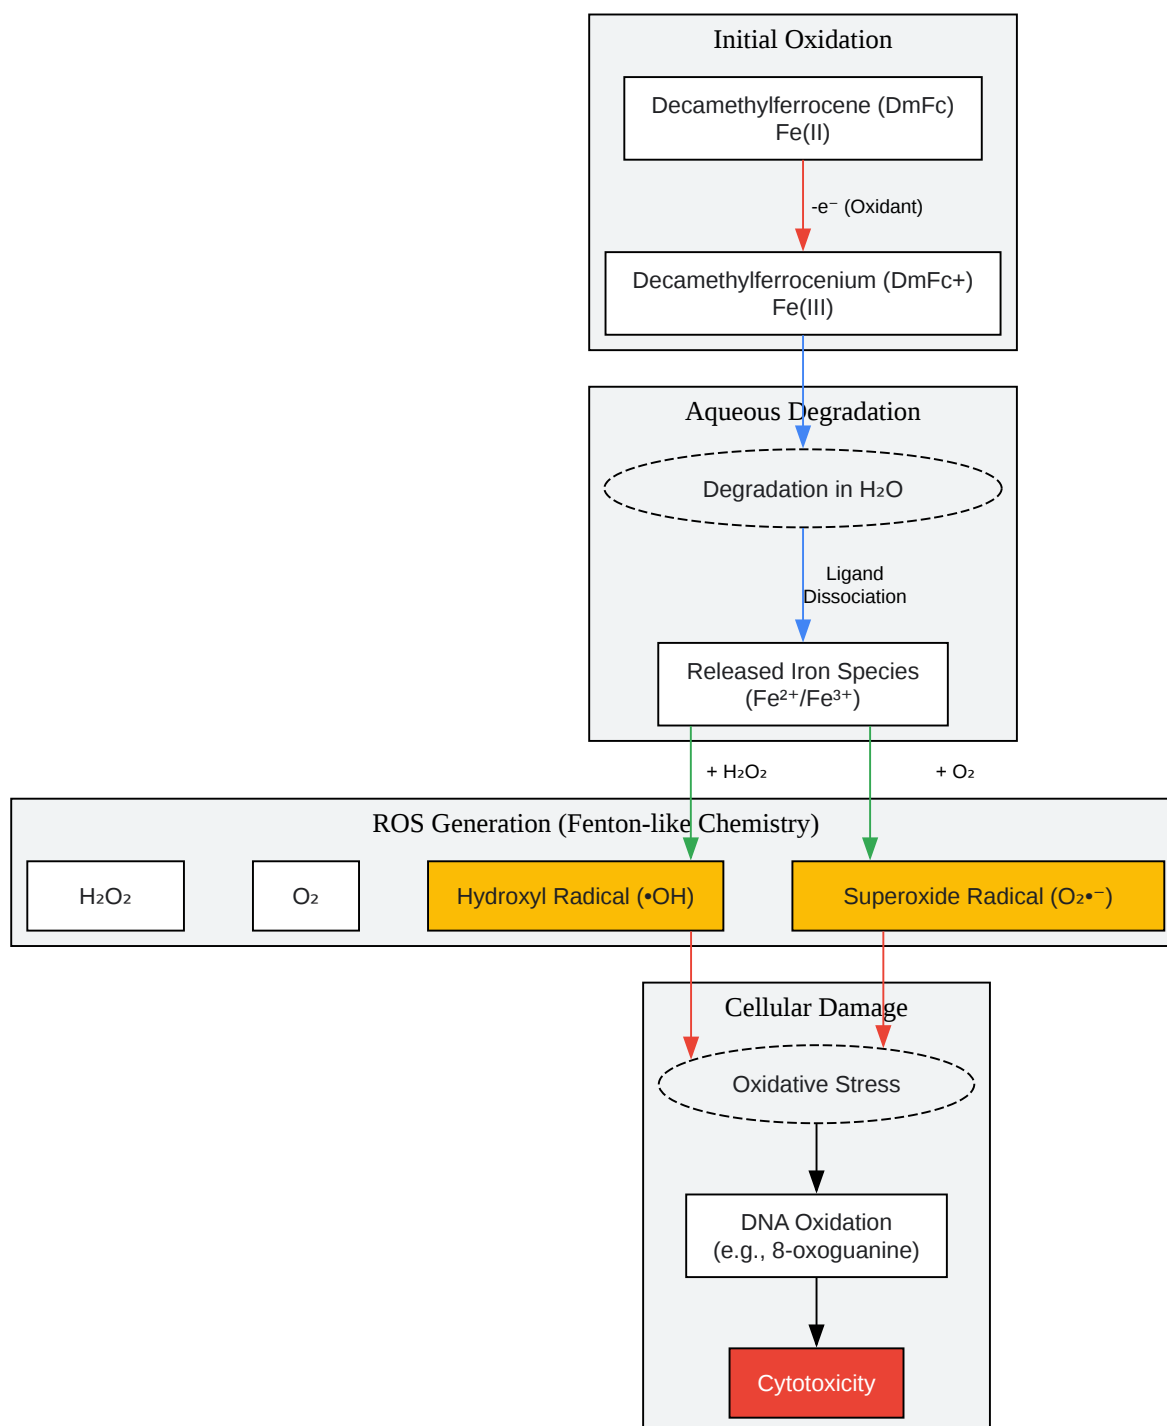 Initial Oxidation
Decamethylferrocene (DmFc)
Fe(II)
-e⁻ (Oxidant)
Decamethylferrocenium (DmFc+)
Fe(III)
Aqueous Degradation
Degradation in H₂O
Ligand
Dissociation
Released Iron Species
(Fe²⁺/Fe³⁺)
+ H₂O₂
+ O₂
ROS Generation (Fenton-like Chemistry)
H₂O₂
O₂
Hydroxyl Radical (•OH)
Superoxide Radical (O₂•⁻)
Cellular Damage
Oxidative Stress
DNA Oxidation
(e.g., 8-oxoguanine)
Cytotoxicity